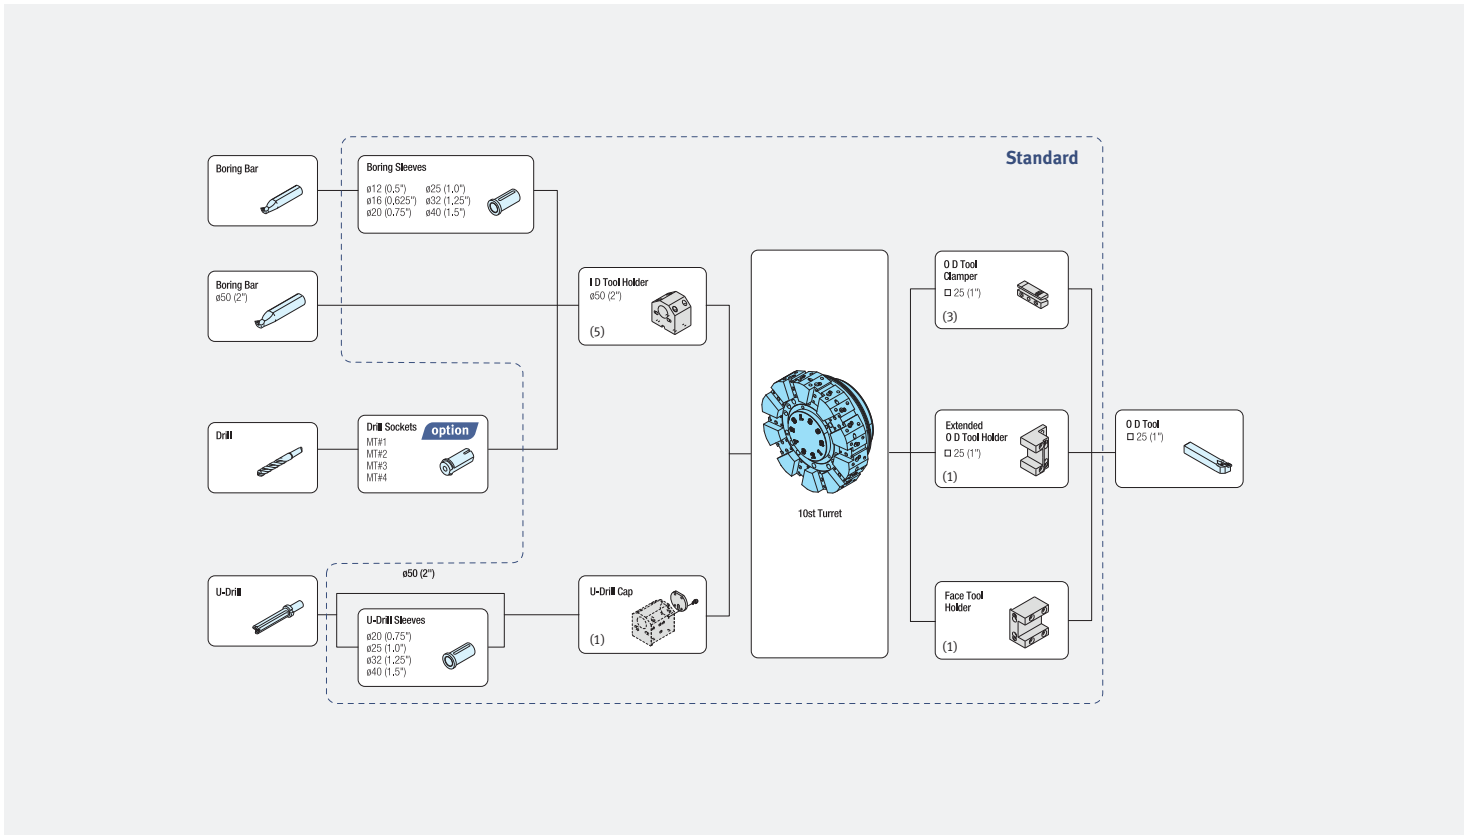 Standard
Boring Bar
Boring Sleeves
ø12 (0.5") ø25 (1.0")
ø16 (0.625") ø32 (1.25")
ø20 (0.75") ø40 (1.5")
Boring Bar
ø50 (2")
I D Tool Holder
ø50 (2")
(5)
Drill
Drill Sockets
option
MT#1
MT#2
MT#3
MT#4
ø50 (2")
U-Drill
U-Drill Sleeves
ø20 (0.75")
ø25 (1.0")
ø32 (1.25")
ø40 (1.5")
U-Drill Cap
(1)
10st Turret
O D Tool
Clamper
□ 25 (1")
(3)
Extended
O D Tool Holder
□ 25 (1")
(1)
Face Tool
Holder
(1)
O D Tool
□ 25 (1")